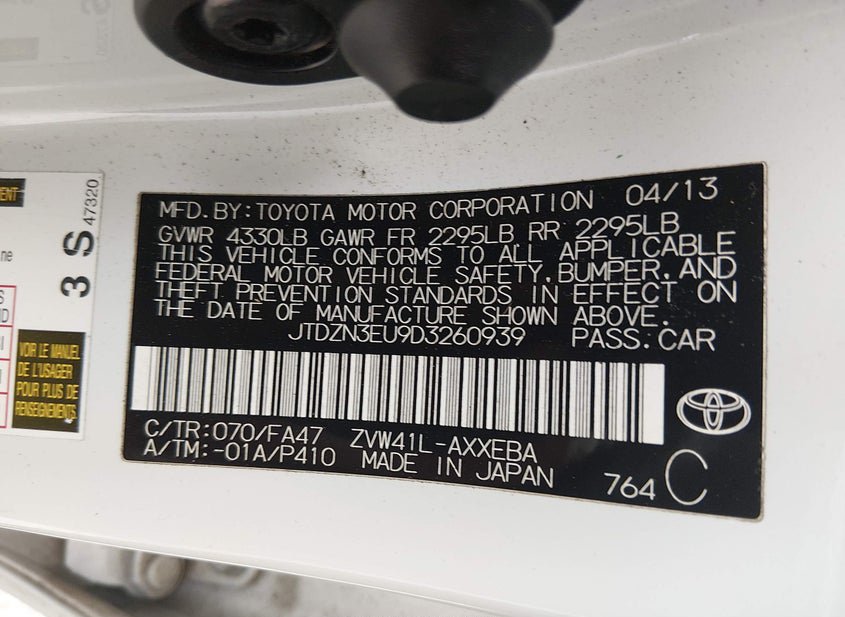 MFD.BY:TOYOTA MOTOR CORPORATION 04/13
GVWR 4330LB GAWR FR 2295LB RR 2295LB
THIS VEHICLE CONFORMS TO ALL APPLICABLE
FEDERAL MOTOR VEHICLE SAFETY,BUMPER,AND
THEFT PREVENTION STANDARDS IN EFFECT ON
THE DATE OF MANUFACTURE SHOWN ABOVE.
JTDZN3EU9D3260939 PASS.CAR
C/TR:070/FA47 ZVW41L-AXXEBA
A/TM:-01A/P410 MADE IN JAPAN
764 C
3 S 47320
VOIR LE MANUEL
DE L'USAGER
POUR PLUS DE
RENSEIGNEMENTS.